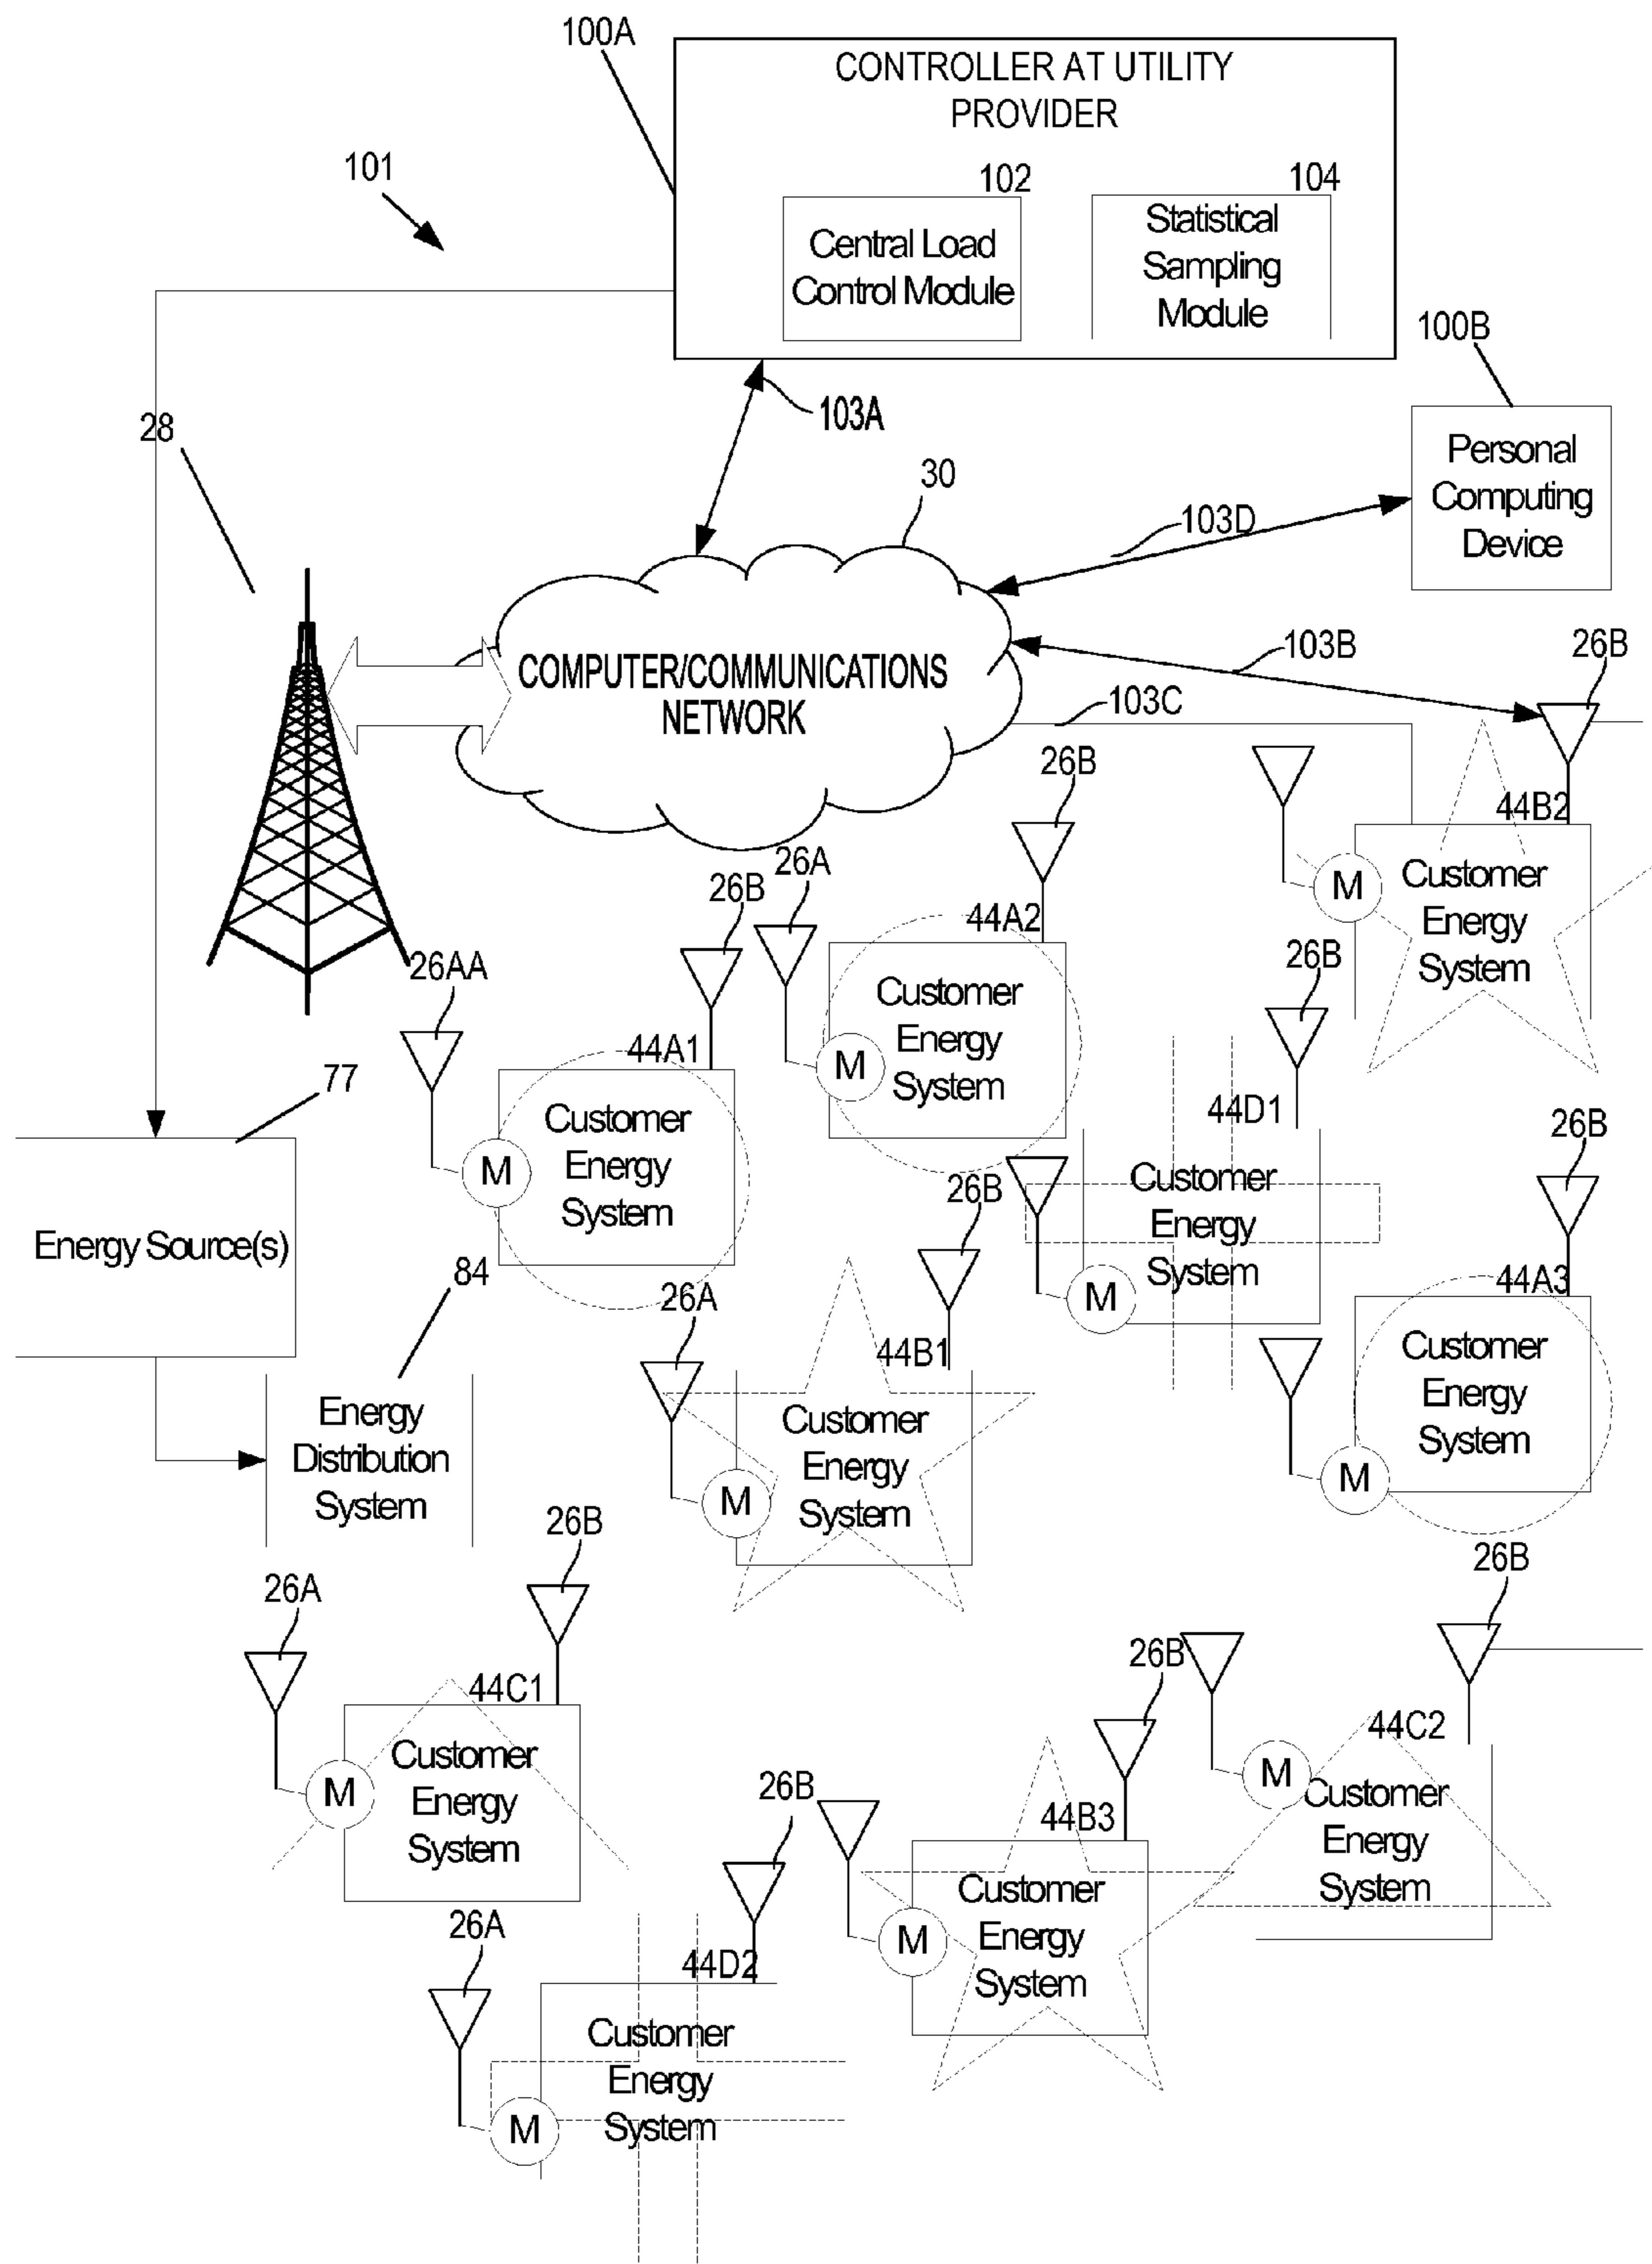 100A
CONTROLLER AT UTILITY
PROVIDER
101
102
104
Central Load
Control Module
Statistical
Sampling
Module
100B
103A
28
Personal
Computing
Device
30
103D
COMPUTER/COMMUNICATIONS
NETWORK
103B
26B
103C
26B
44B2
Customer
Energy
System
M
26A
26B
44A2
Customer
Energy
System
M
26B
26AA
44A1
Customer
Energy
System
M
77
44D1
26B
Customer
Energy
System
M
26B
Energy Source(s)
84
26A
44B1
Customer
Energy
System
M
44A3
Customer
Energy
System
M
Energy
Distribution
System
26B
26B
26A
44C1
Customer
Energy
System
M
26B
44C2
Customer
Energy
System
M
26B
44B3
Customer
Energy
System
M
26A
44D2
Customer
Energy
System
M